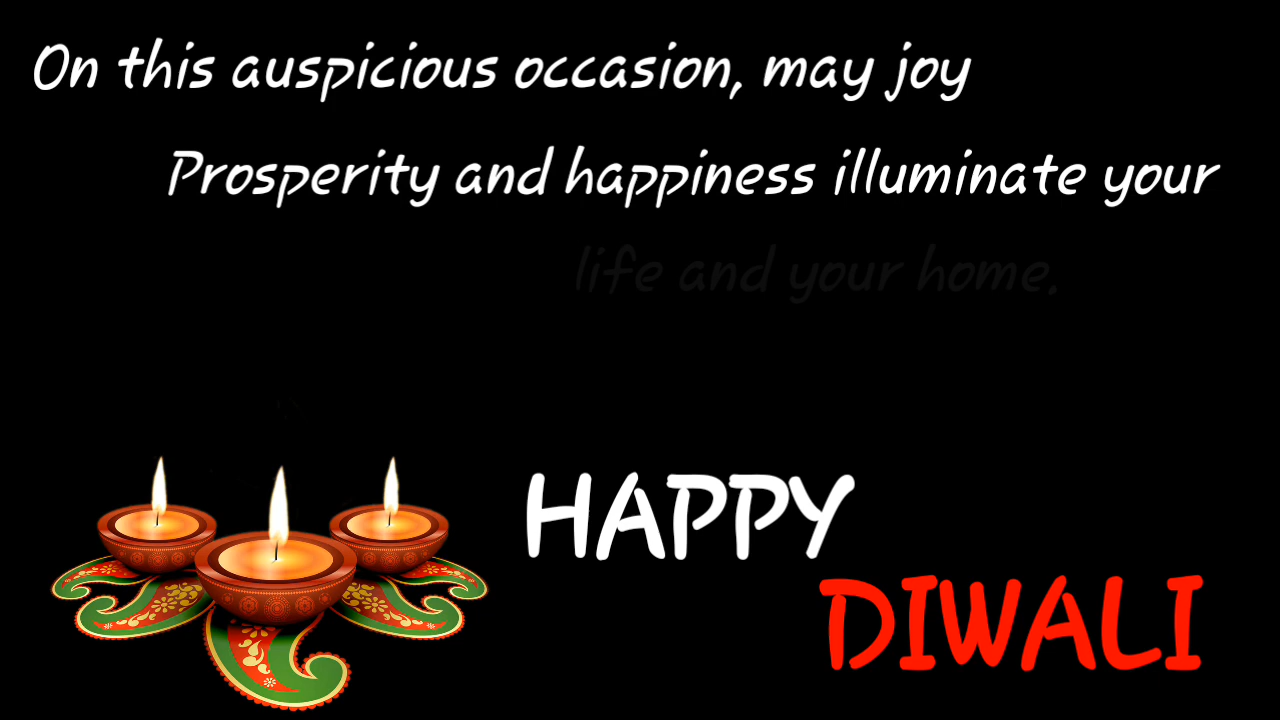 On this auspicious occasion, may joy
Prosperity and happiness illuminate your
life and your home.
HAPPY
DIWALI